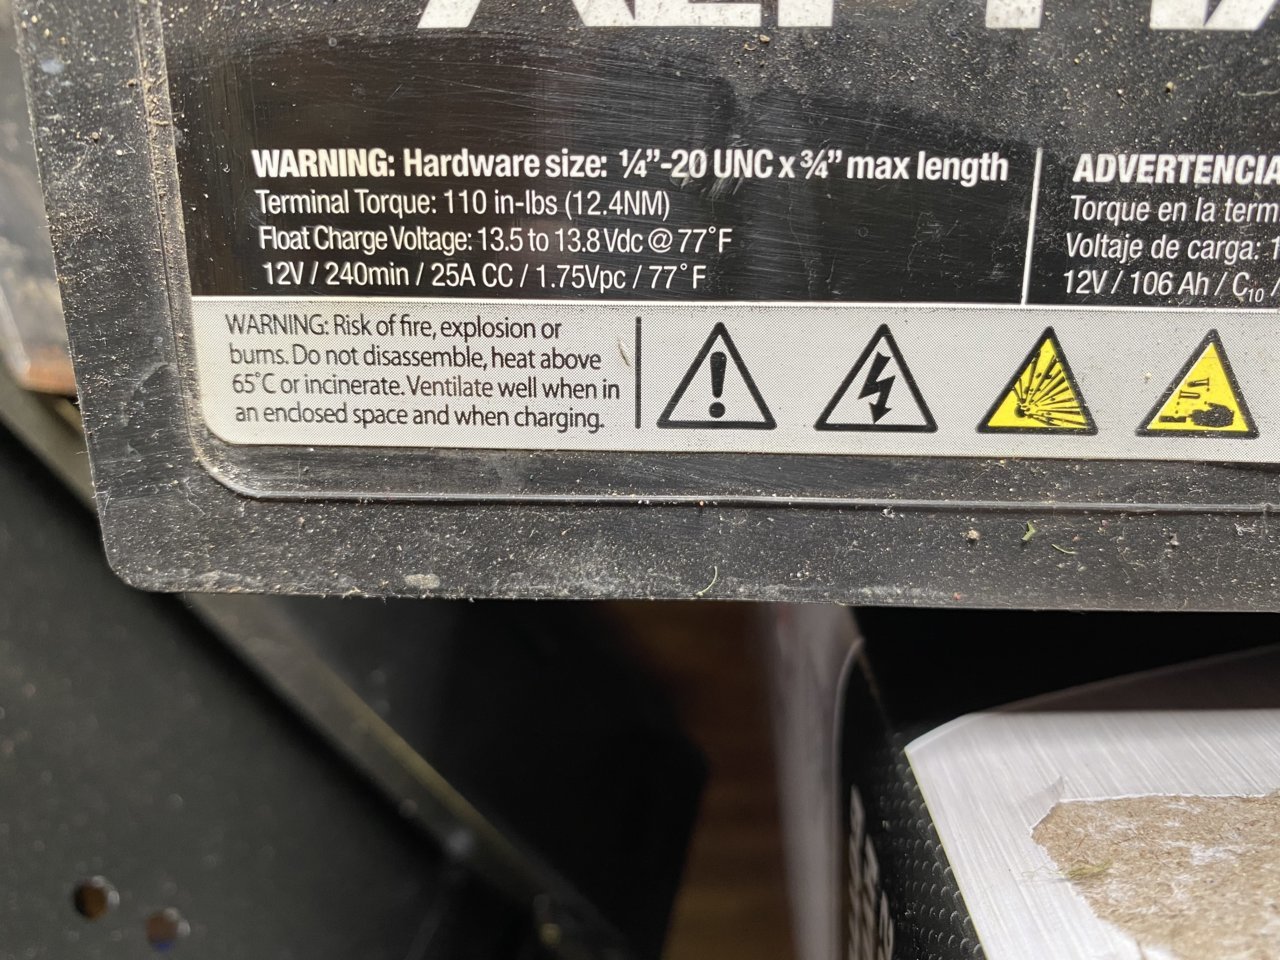 WARNING: Hardware size: ¼”-20 UNC x ¾” max length
Terminal Torque: 110 in-lbs (12.4NM)
Float Charge Voltage: 13.5 to 13.8 Vdc @ 77°F
12V / 240min / 25A CC / 1.75Vpc / 77°F
ADVERTENCIA
Torque en la term
Voltaje de carga: 1
12V / 106 Ah / C₁₀ /
WARNING: Risk of fire, explosion or
burns. Do not disassemble, heat above
65°C or incinerate. Ventilate well when in
an enclosed space and when charging.